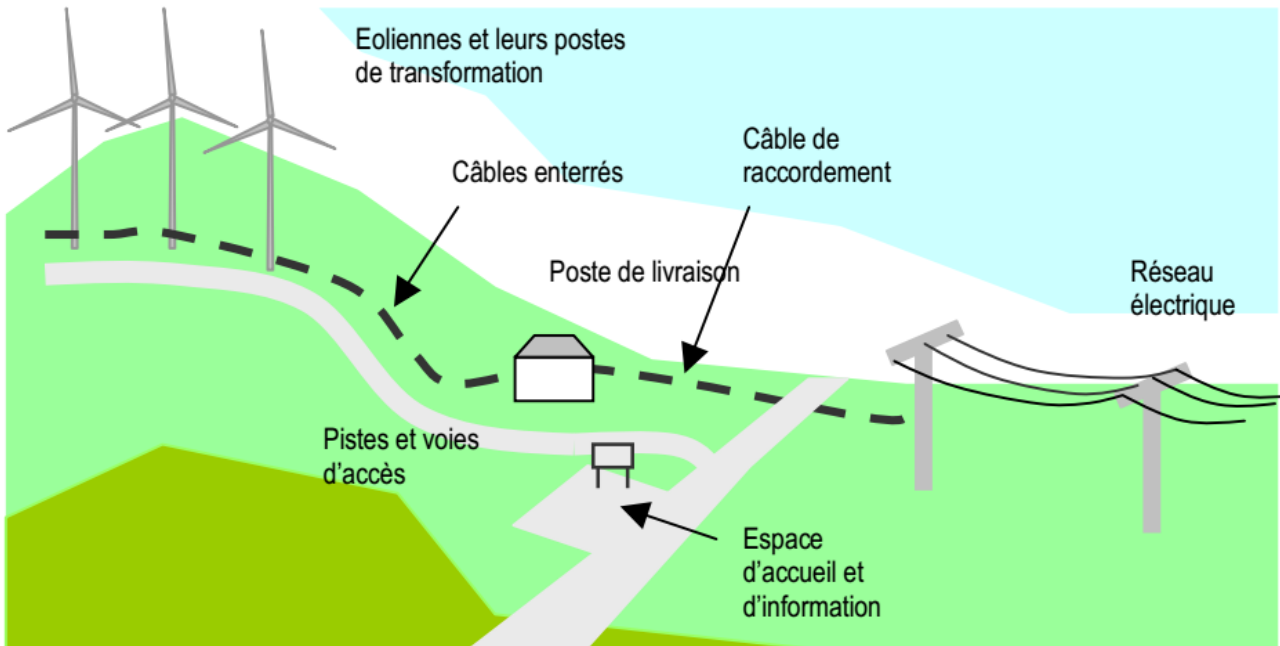 Eoliennes et leurs postes
de transformation
Câbles enterrés
Câble de
raccordement
Poste de livraison
Réseau
électrique
Pistes et voies
d’accès
Espace
d’accueil et
d’information